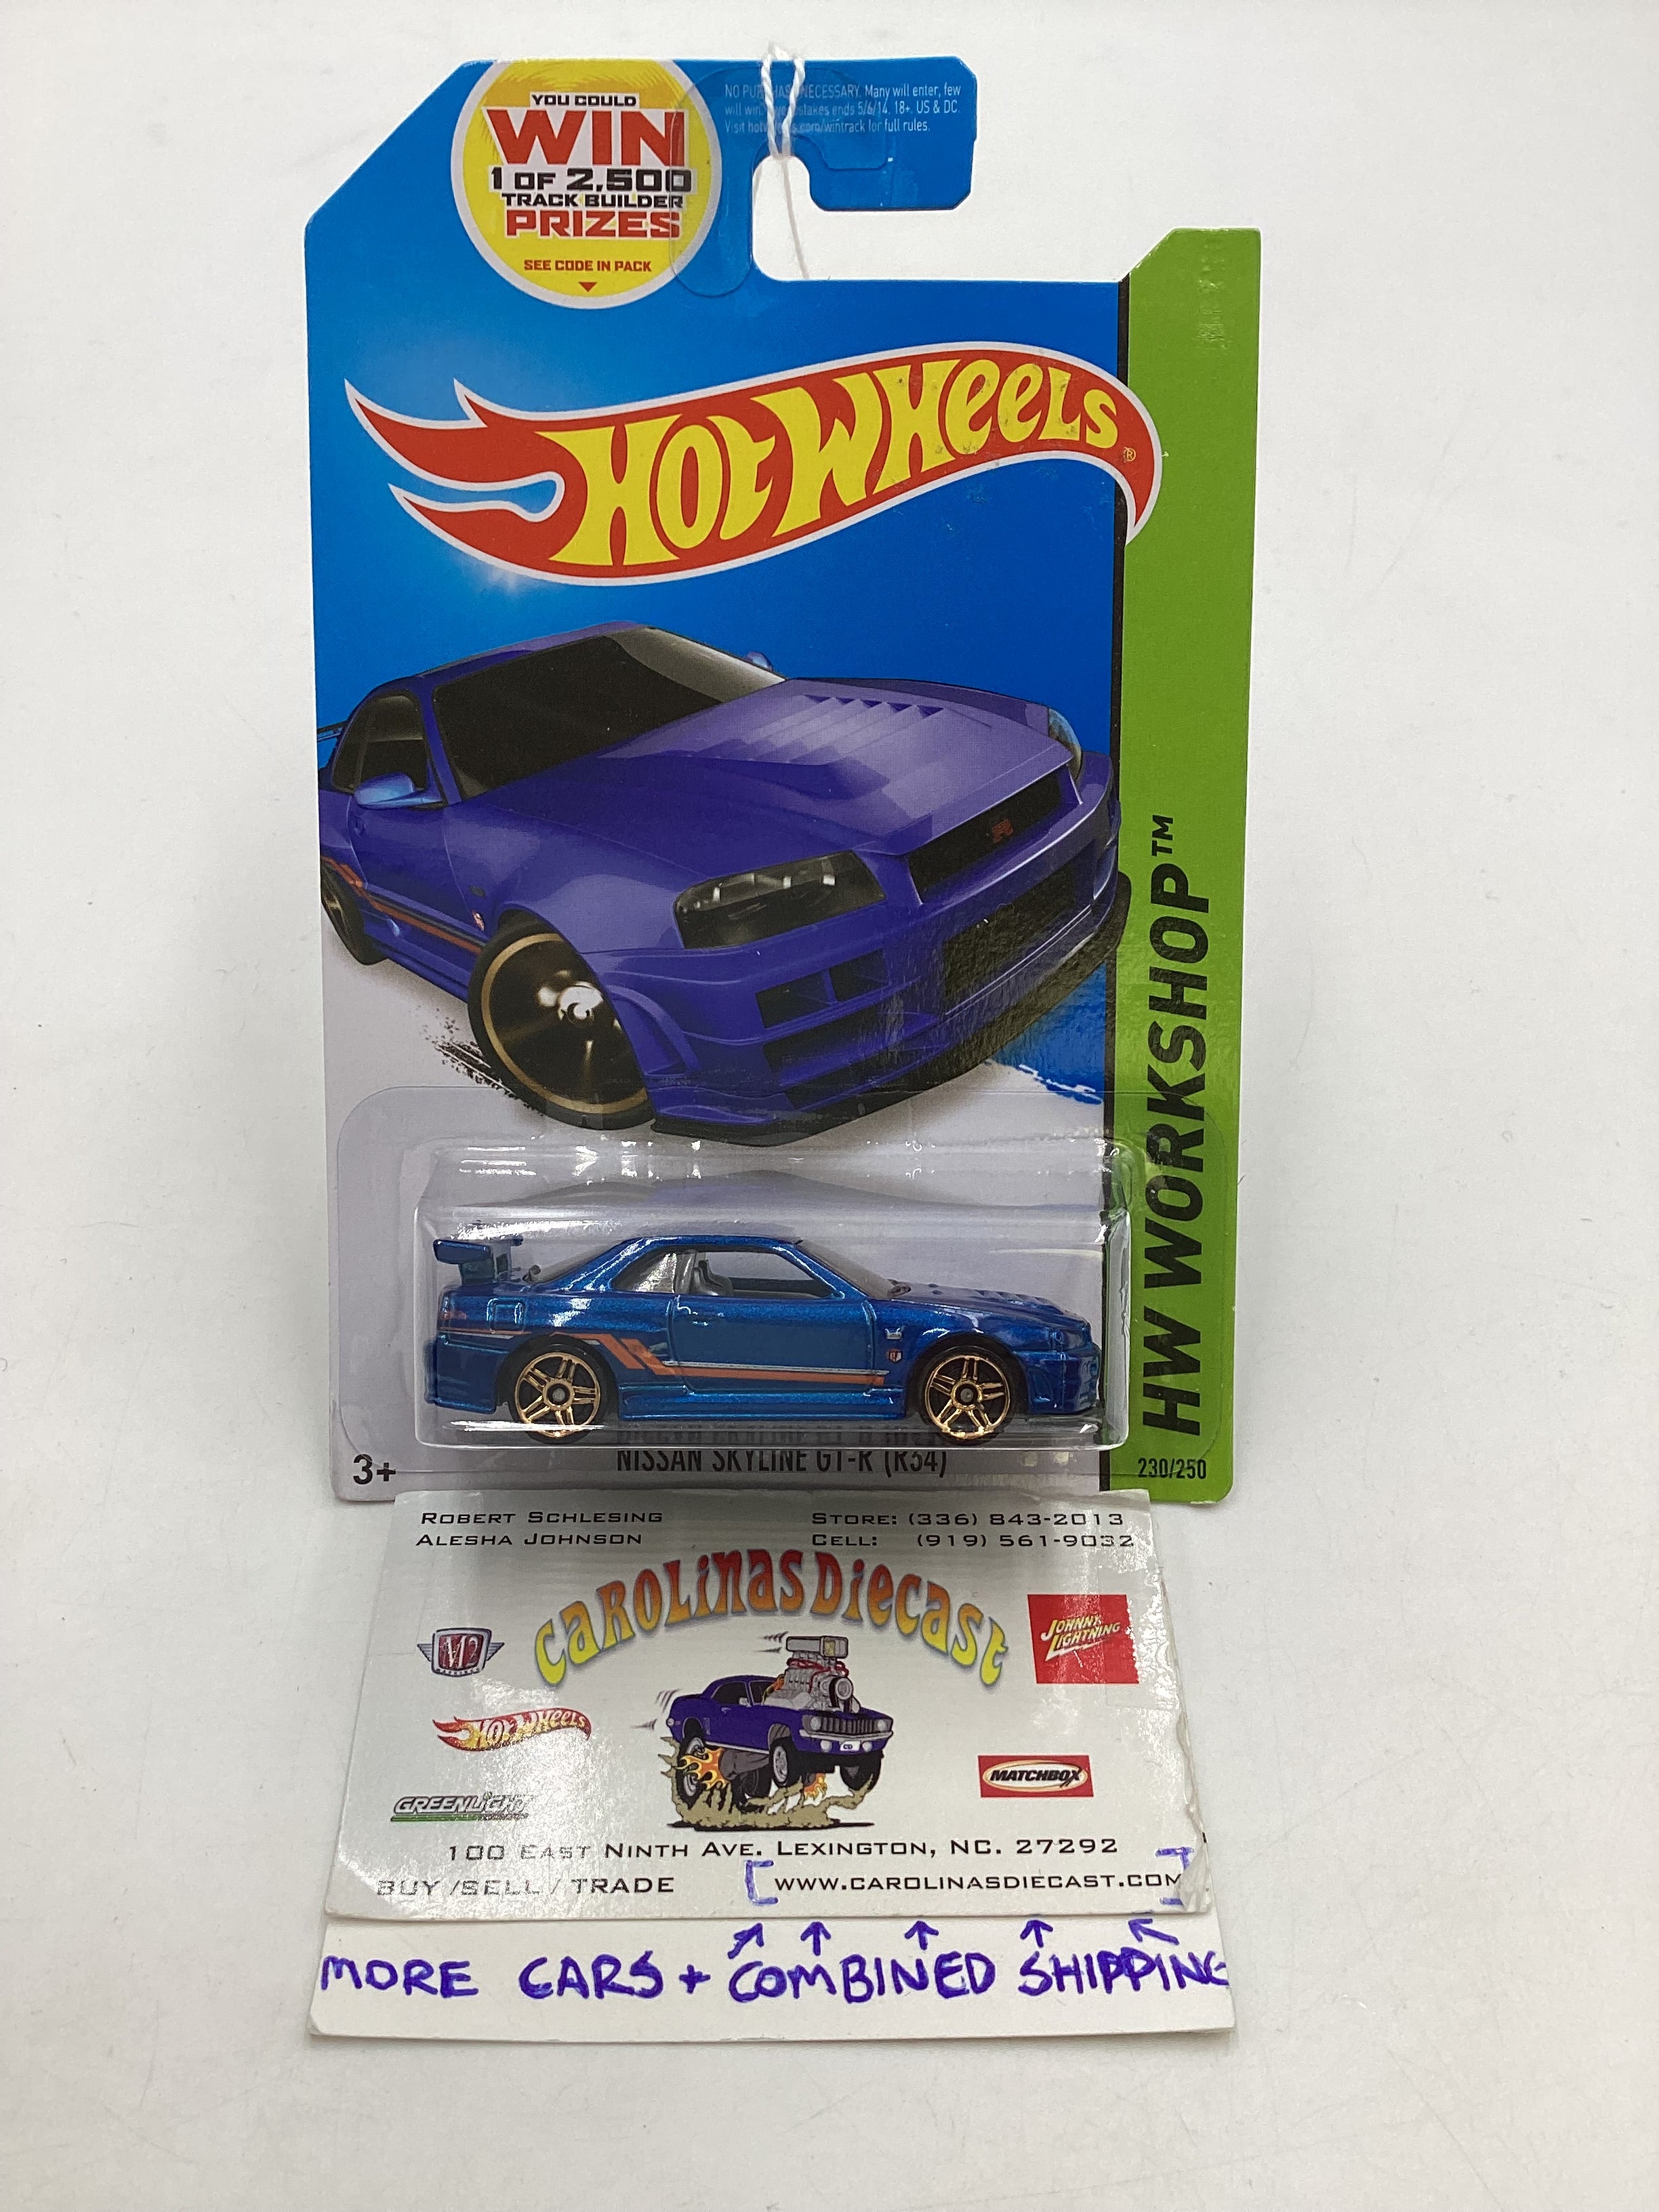 YOU COULD
WIN
1 OF 2,500
TRACK BUILDER
PRIZES
SEE CODE IN PACK
NO PURCHASE NECESSARY. Many will enter, few
will win. Sweepstakes ends 5/6/14. 18+. US & DC.
Visit hotwheels.com/wintrack for full rules.
HOT WHEELS®
HW WORKSHOP™
3+
NISSAN SKYLINE GT-R (R34)
230/250
ROBERT SCHLESING
ALESHA JOHNSON
STORE: (336) 843-2013
CELL: (919) 561-9032
CAROLINAS DIECAST
M2
JOHNNY LIGHTNING
HOT WHEELS
CD
MATCHBOX
GREENLIGHT
100 EAST NINTH AVE. LEXINGTON, NC. 27292
BUY /SELL / TRADE
[WWW.CAROLINASDIECAST.COM]
MORE CARS + COMBINED SHIPPING